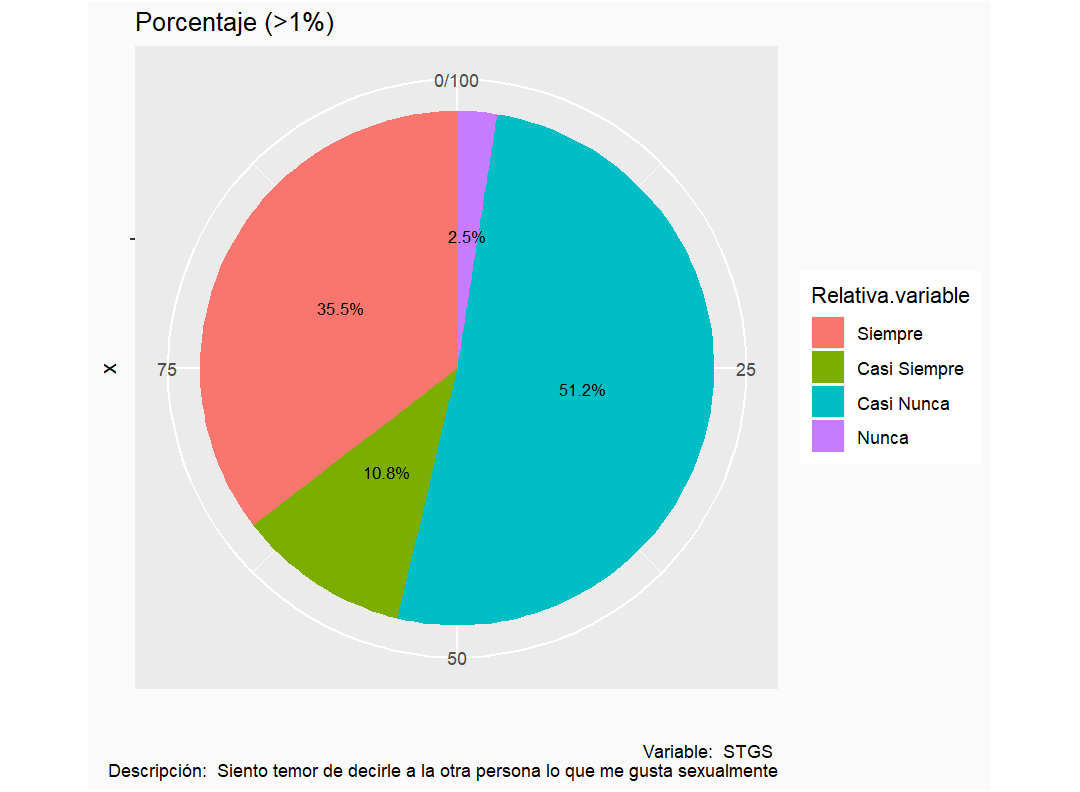 Porcentaje (>1%)
0/100
2.5%
35.5%
75
x
25
51.2%
10.8%
50
Relativa.variable
Siempre
Casi Siempre
Casi Nunca
Nunca
Variable:  STGS
Descripción:  Siento temor de decirle a la otra persona lo que me gusta sexualmente